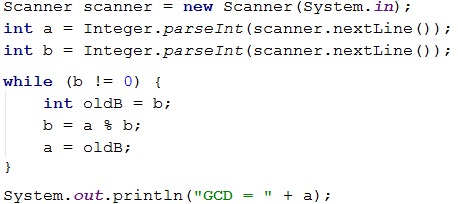 Scanner scanner = new Scanner(System.in);
int a = Integer.parseInt(scanner.nextLine());
int b = Integer.parseInt(scanner.nextLine());
while (b != 0) {
    int oldB = b;
    b = a % b;
    a = oldB;
}
System.out.println("GCD = " + a);